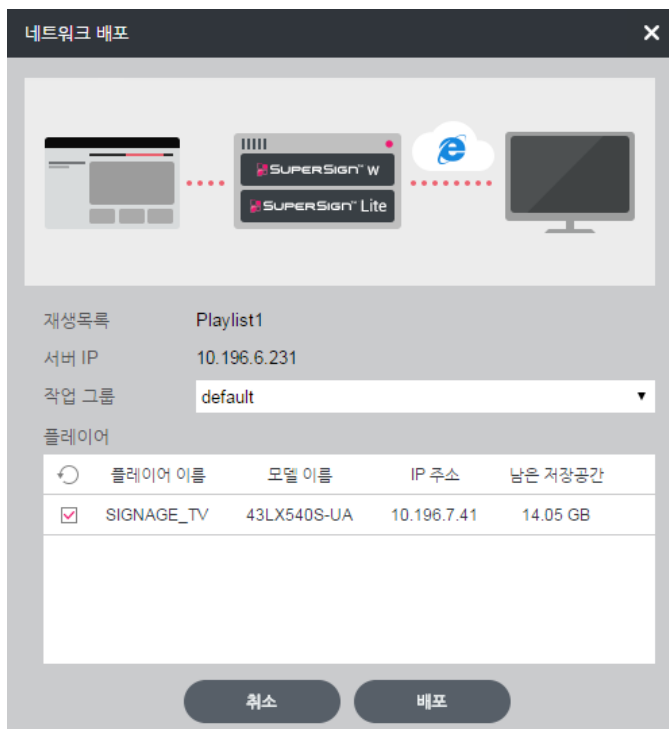 네트워크 배포
SUPERSIGN™ W
SUPERSIGN™ Lite
재생목록 Playlist1
서버 IP 10.196.6.231
작업 그룹 default
플레이어
플레이어 이름 모델 이름 IP 주소 남은 저장공간
SIGNAGE_TV 43LX540S-UA 10.196.7.41 14.05 GB
취소 배포